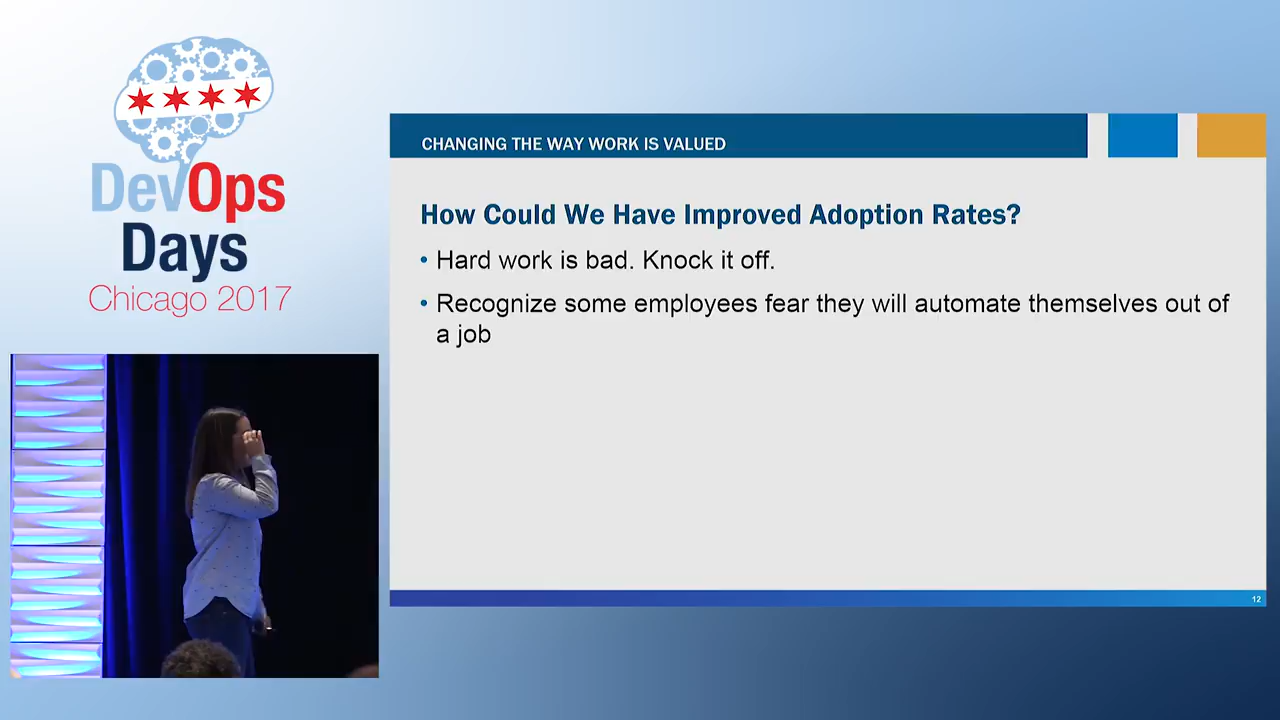 DevOps
Days
Chicago 2017
CHANGING THE WAY WORK IS VALUED
How Could We Have Improved Adoption Rates?
• Hard work is bad. Knock it off.
• Recognize some employees fear they will automate themselves out of
a job
12